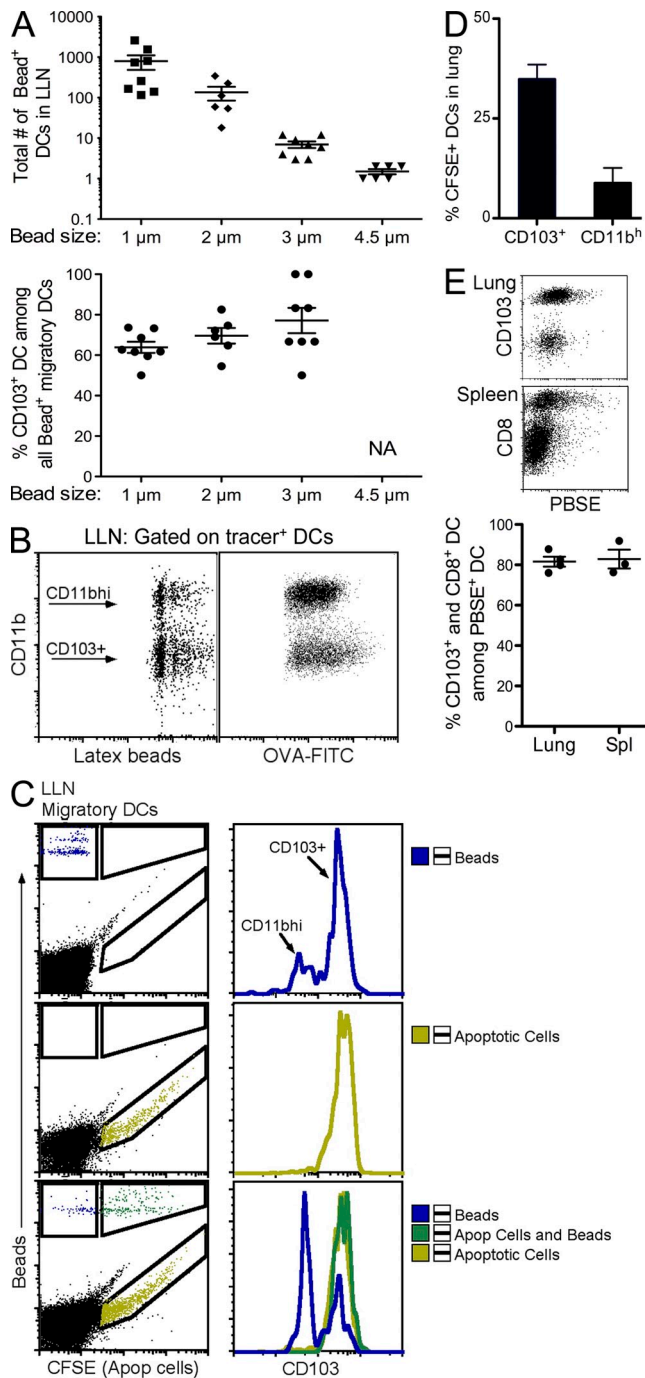 A
Total # of Bead+
DCs in LLN
10000
1000
100
10
1
0.1
Bead size: 1 µm 2 µm 3 µm 4.5 µm
% CD103+ DC among
all Bead+ migratory DCs
100
80
60
40
20
0
NA
Bead size: 1 µm 2 µm 3 µm 4.5 µm
B
LLN: Gated on tracer+ DCs
CD11b
CD11bhi
CD103+
Latex beads
OVA-FITC
C
LLN
Migratory DCs
CD103+
CD11bhi
Beads
Apoptotic Cells
Beads
Apop Cells and Beads
Apoptotic Cells
Beads
CFSE (Apop cells)
CD103
D
% CFSE+ DCs in lung
50
25
0
CD103+
CD11bh
E
Lung
CD103
Spleen
CD8
PBSE
% CD103+ and CD8+ DC
among PBSE+ DC
100
80
60
40
20
0
Lung
Spl